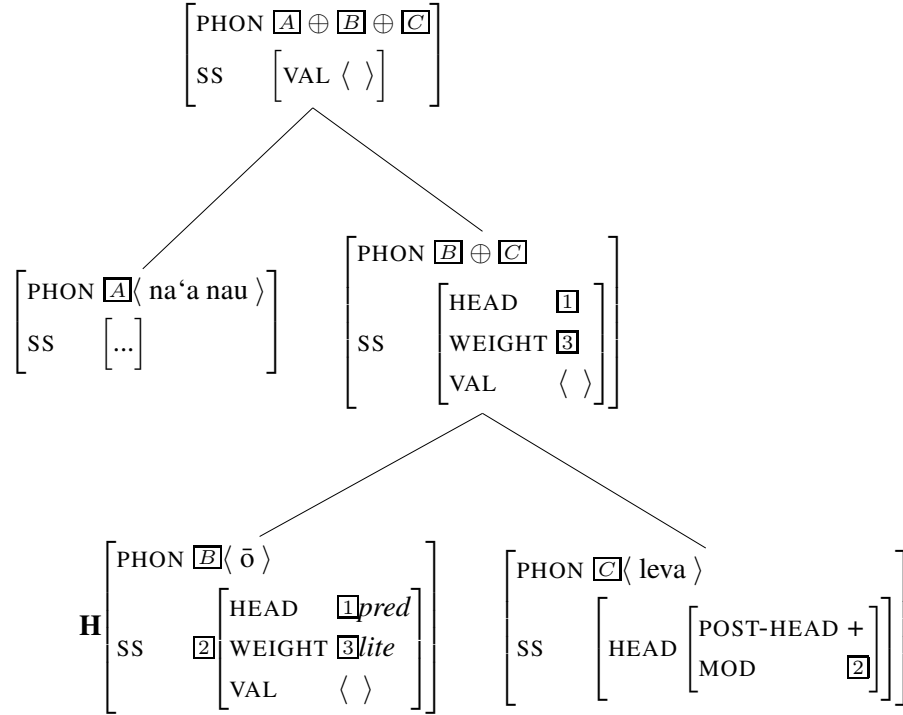 PHON A ⊕ B ⊕ C
SS [VAL ⟨ ⟩]
PHON A⟨ na‘a nau ⟩
SS [...]
PHON B ⊕ C
HEAD 1
SS WEIGHT 3
VAL ⟨ ⟩
PHON B⟨ ō ⟩
HEAD 1pred
H SS 2 WEIGHT 3lite
VAL ⟨ ⟩
PHON C⟨ leva ⟩
POST-HEAD +
SS HEAD
MOD 2